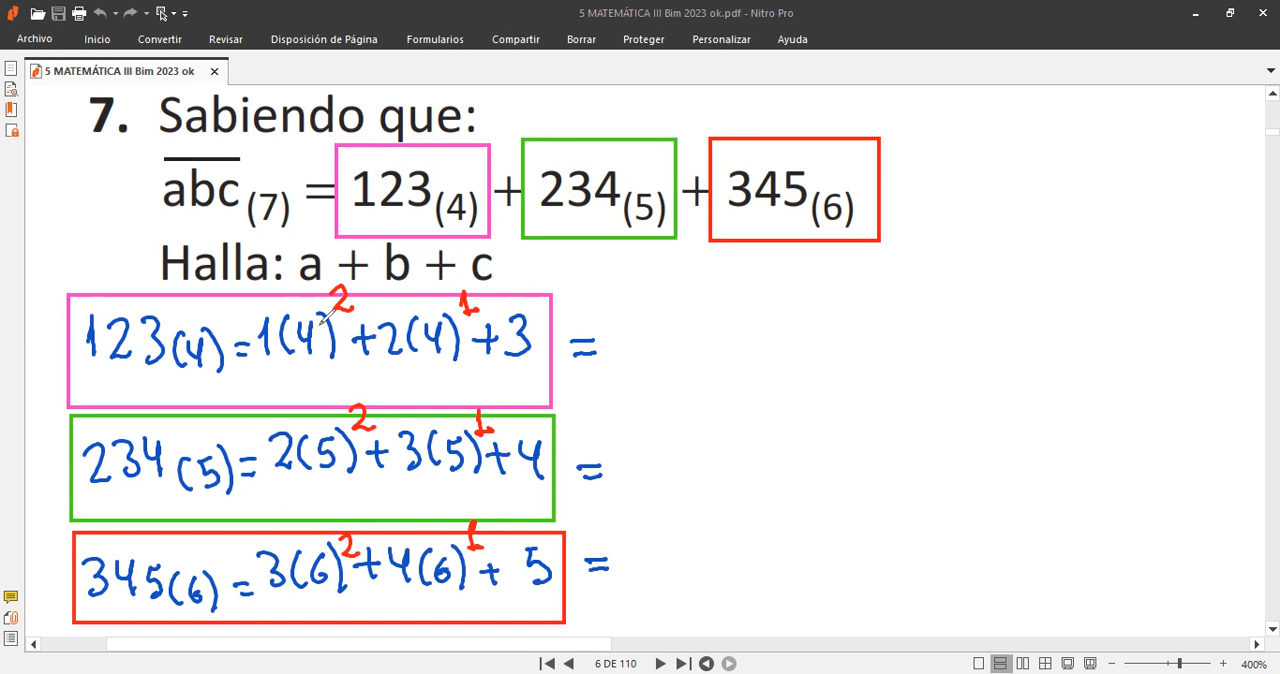 5 MATEMÁTICA III Bim 2023 ok.pdf - Nitro Pro
Archivo Inicio Convertir Revisar Disposición de Página Formularios Compartir Borrar Proteger Personalizar Ayuda
5 MATEMÁTICA III Bim 2023 ok
7. Sabiendo que:
abc(7) = 123(4) + 234(5) + 345(6)
Halla: a + b + c
123(4) = 1(4)² + 2(4)¹ + 3 =
234(5) = 2(5)² + 3(5)¹ + 4 =
345(6) = 3(6)² + 4(6)¹ + 5 =
6 DE 110
400%